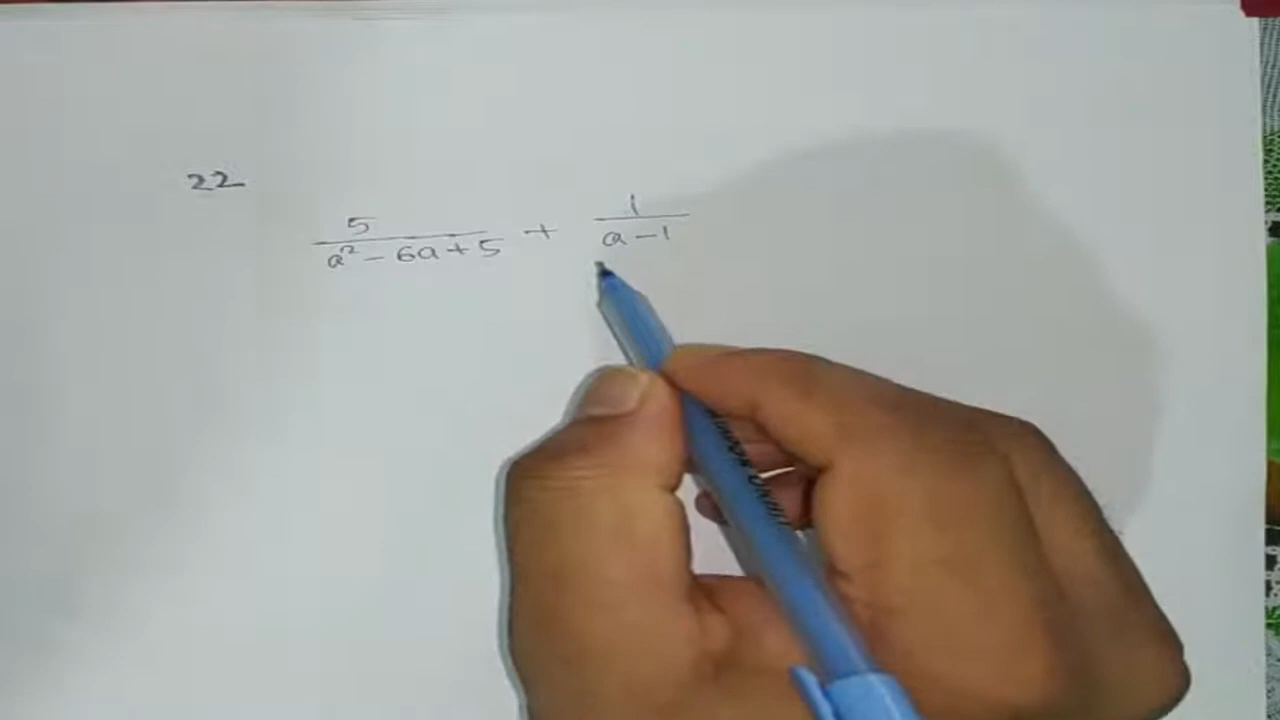 22
5/(a² - 6a + 5) + 1/(a - 1)